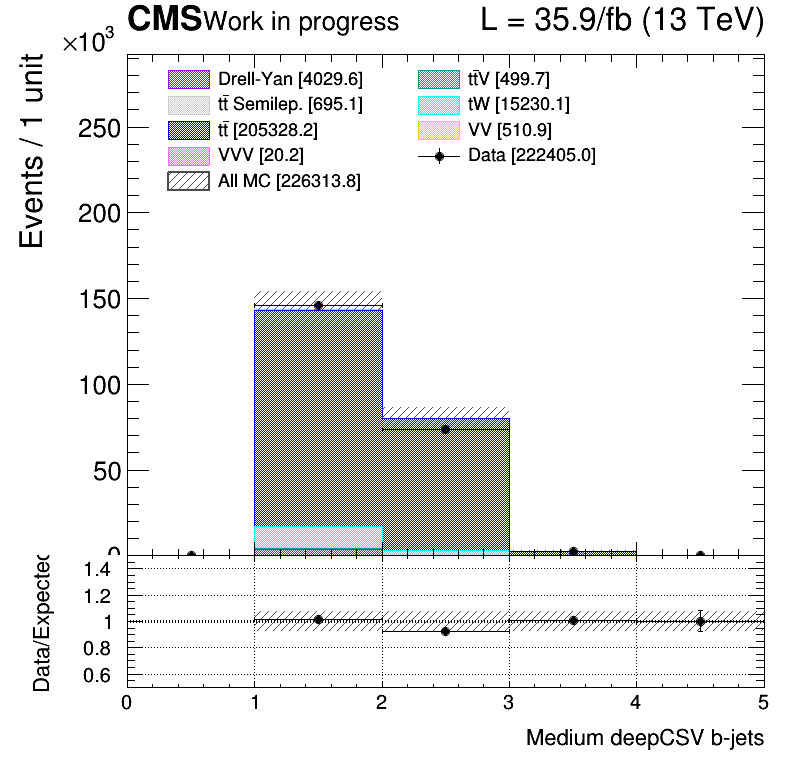 CMS Work in progress L = 35.9/fb (13 TeV)
×10³
Drell-Yan [4029.6] tt̄V [499.7]
tt̄ Semilep. [695.1] tW [15230.1]
tt̄ [205328.2] VV [510.9]
VVV [20.2] Data [222405.0]
All MC [226313.8]
Events / 1 unit
250
200
150
100
50
0
Data/Expected
1.4
1.2
1
0.8
0.6
0 1 2 3 4 5
Medium deepCSV b-jets